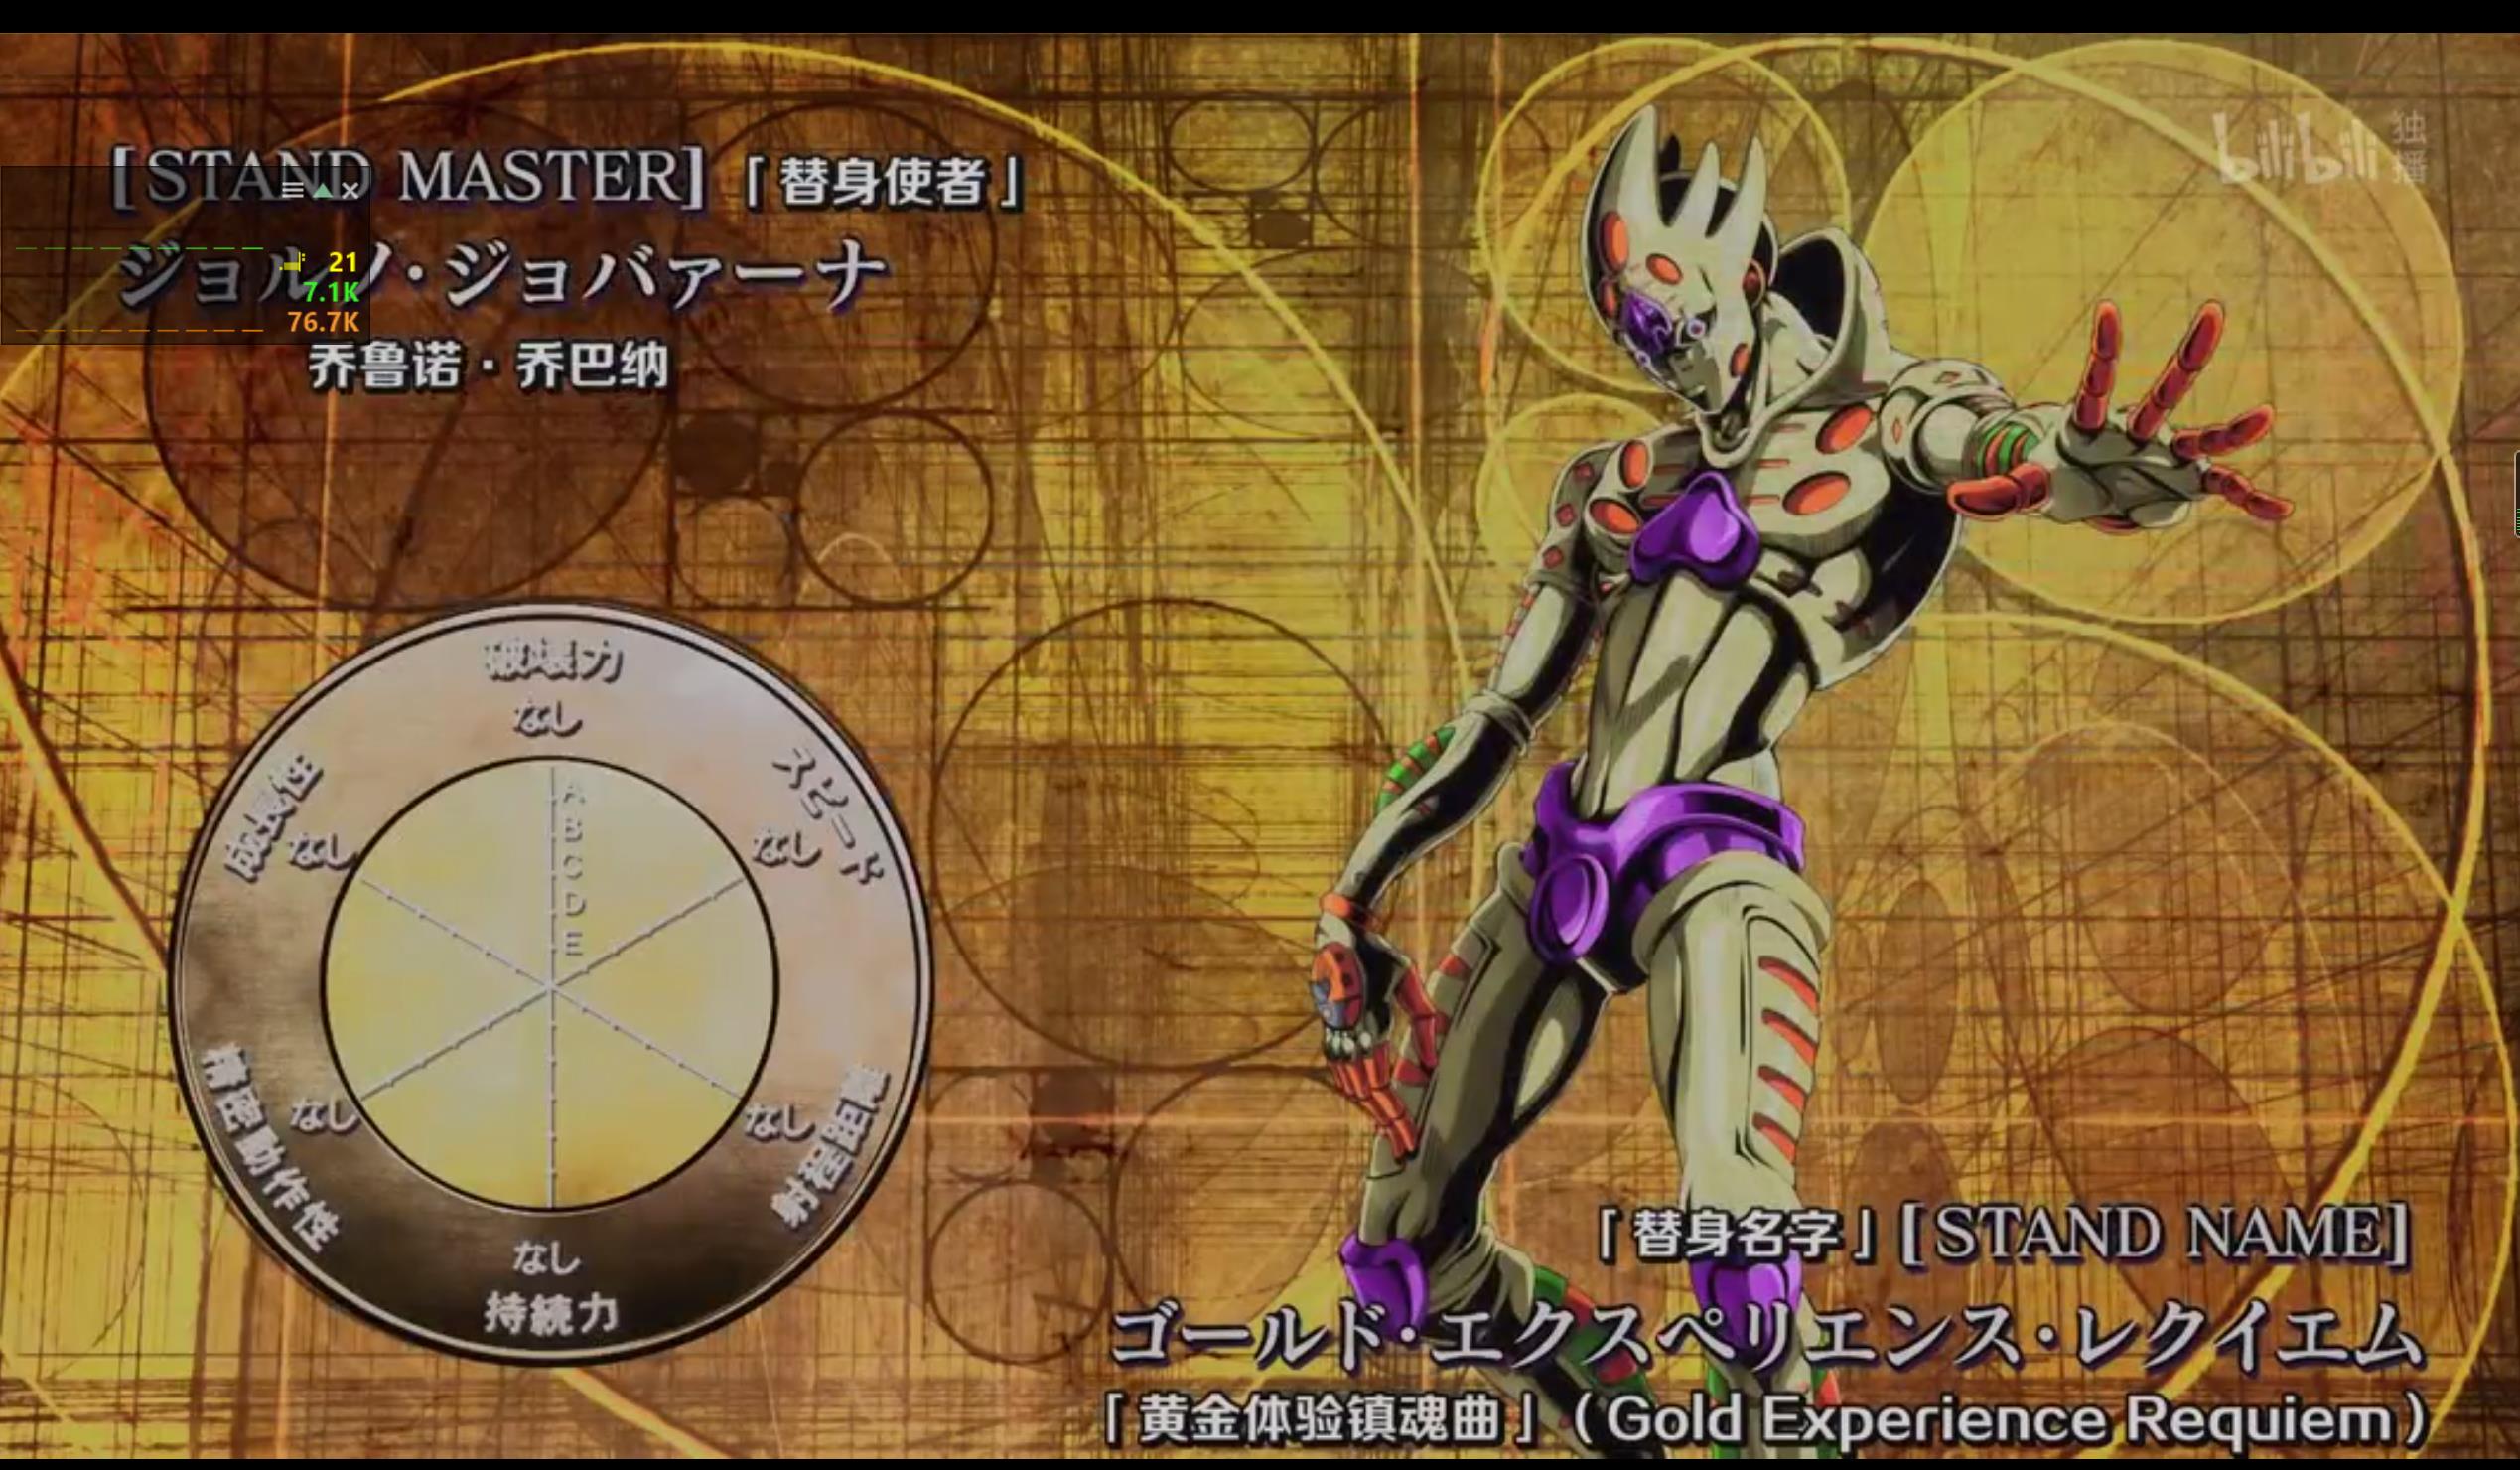 [STAND MASTER]「替身使者」
ジョルノ・ジョバァーナ
乔鲁诺·乔巴纳
21
7.1K
76.7K
bilibili 独播
破壊力
なし
スピード
なし
射程距離
なし
持続力
なし
精密動作性
なし
成長性
なし
A
B
C
D
E
「替身名字」[STAND NAME]
ゴールド・エクスペリエンス・レクイエム
「黄金体验镇魂曲」(Gold Experience Requiem)